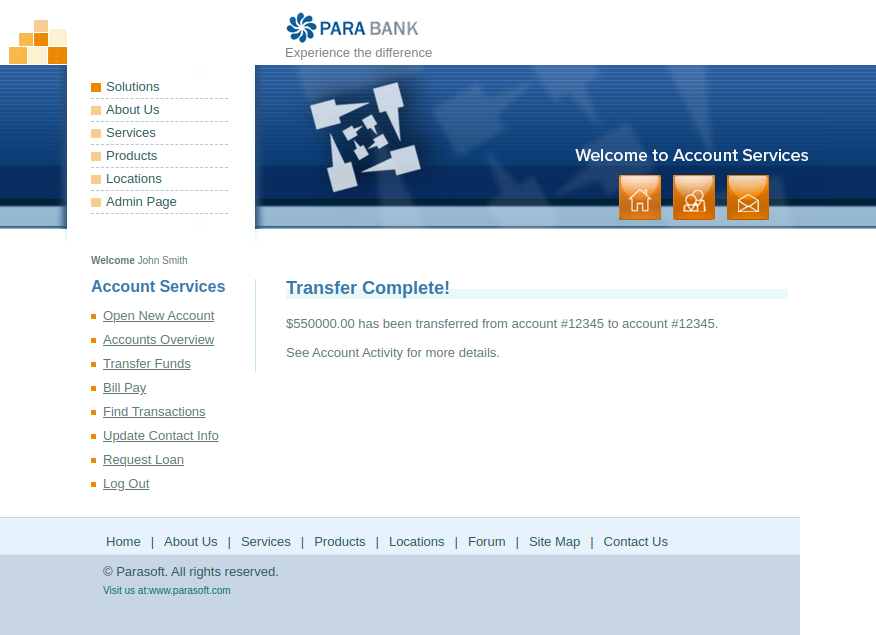 PARA BANK
Experience the difference
Solutions
About Us
Services
Products
Locations
Admin Page
Welcome to Account Services
Welcome John Smith
Account Services
Open New Account
Accounts Overview
Transfer Funds
Bill Pay
Find Transactions
Update Contact Info
Request Loan
Log Out
Transfer Complete!
$550000.00 has been transferred from account #12345 to account #12345.
See Account Activity for more details.
Home | About Us | Services | Products | Locations | Forum | Site Map | Contact Us
© Parasoft. All rights reserved.
Visit us at:www.parasoft.com